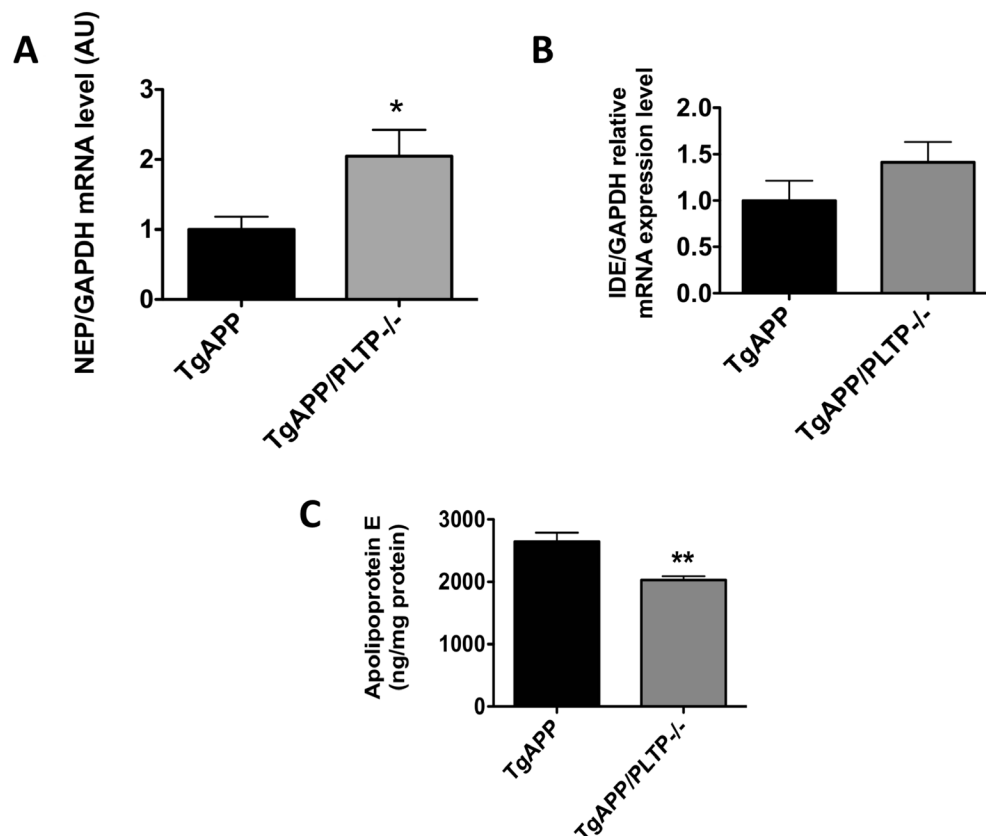 A
NEP/GAPDH mRNA level (AU)
3
2
1
0
*
TgAPP
TgAPP/PLTP-/-
B
IDE/GAPDH relative
mRNA expression level
2.0
1.5
1.0
0.5
0.0
TgAPP
TgAPP/PLTP-/-
C
Apolipoprotein E
(ng/mg protein)
3000
2000
1000
0
**
TgAPP
TgAPP/PLTP-/-